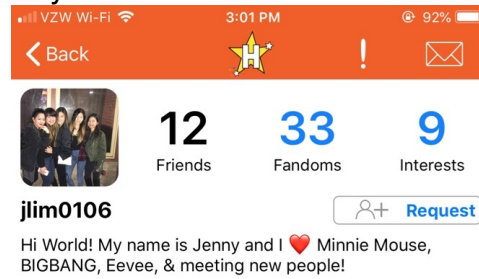 VZW Wi-Fi 3:01 PM 92%
Back H !
12 33 9
Friends Fandoms Interests
jlim0106 Request
Hi World! My name is Jenny and I ❤️ Minnie Mouse,
BIGBANG, Eevee, & meeting new people!